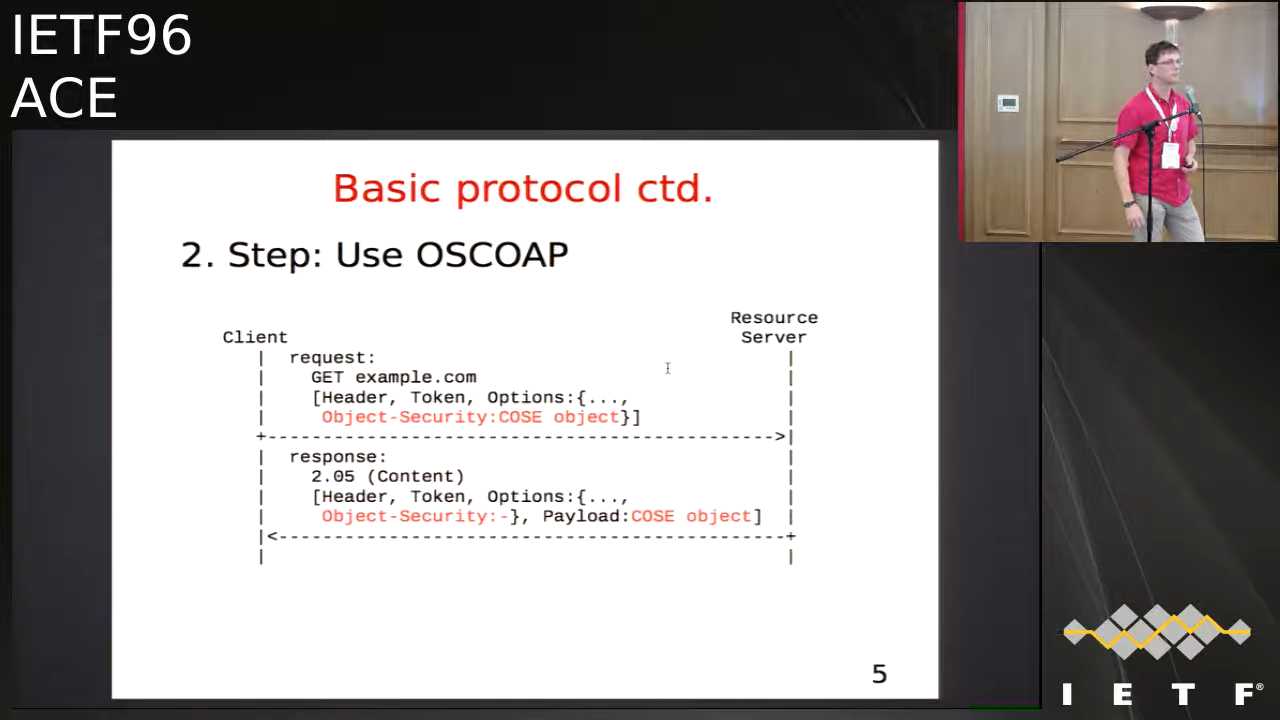 IETF96
ACE
Basic protocol ctd.
2. Step: Use OSCOAP
Resource
Client Server
| request: |
| GET example.com |
| [Header, Token, Options:{..., |
| Object-Security:COSE object}] |
+----------------------------------------------->|
| response: |
| 2.05 (Content) |
| [Header, Token, Options:{..., |
| Object-Security:-}, Payload:COSE object] |
|<-----------------------------------------------+
| |
5
I E T F®